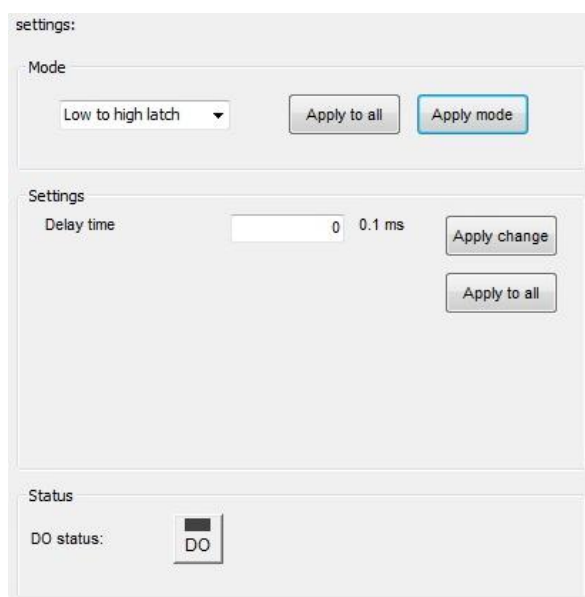 settings:
Mode
Low to high latch Apply to all Apply mode
Settings
Delay time 0 0.1 ms Apply change
Apply to all
Status
DO status: DO